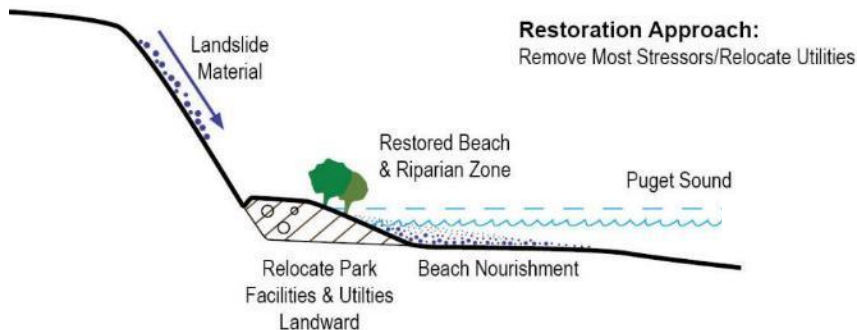 Restoration Approach:
Remove Most Stressors/Relocate Utilities
Landslide
Material
Restored Beach
& Riparian Zone
Puget Sound
Relocate Park
Facilities & Utilties
Landward
Beach Nourishment